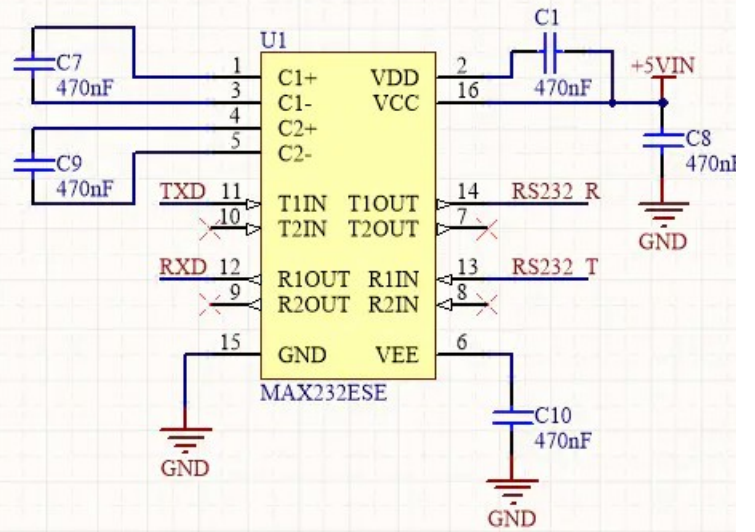 C1
U1
C7
470nF
1
C1+
VDD
2
470nF
+5VIN
3
C1-
VCC
16
4
C2+
C8
470nF
C9
470nF
5
C2-
TXD
11
T1IN
T1OUT
14
RS232_R
10
T2IN
T2OUT
7
GND
RXD
12
R1OUT
R1IN
13
RS232_T
9
R2OUT
R2IN
8
15
GND
VEE
6
MAX232ESE
C10
470nF
GND
GND